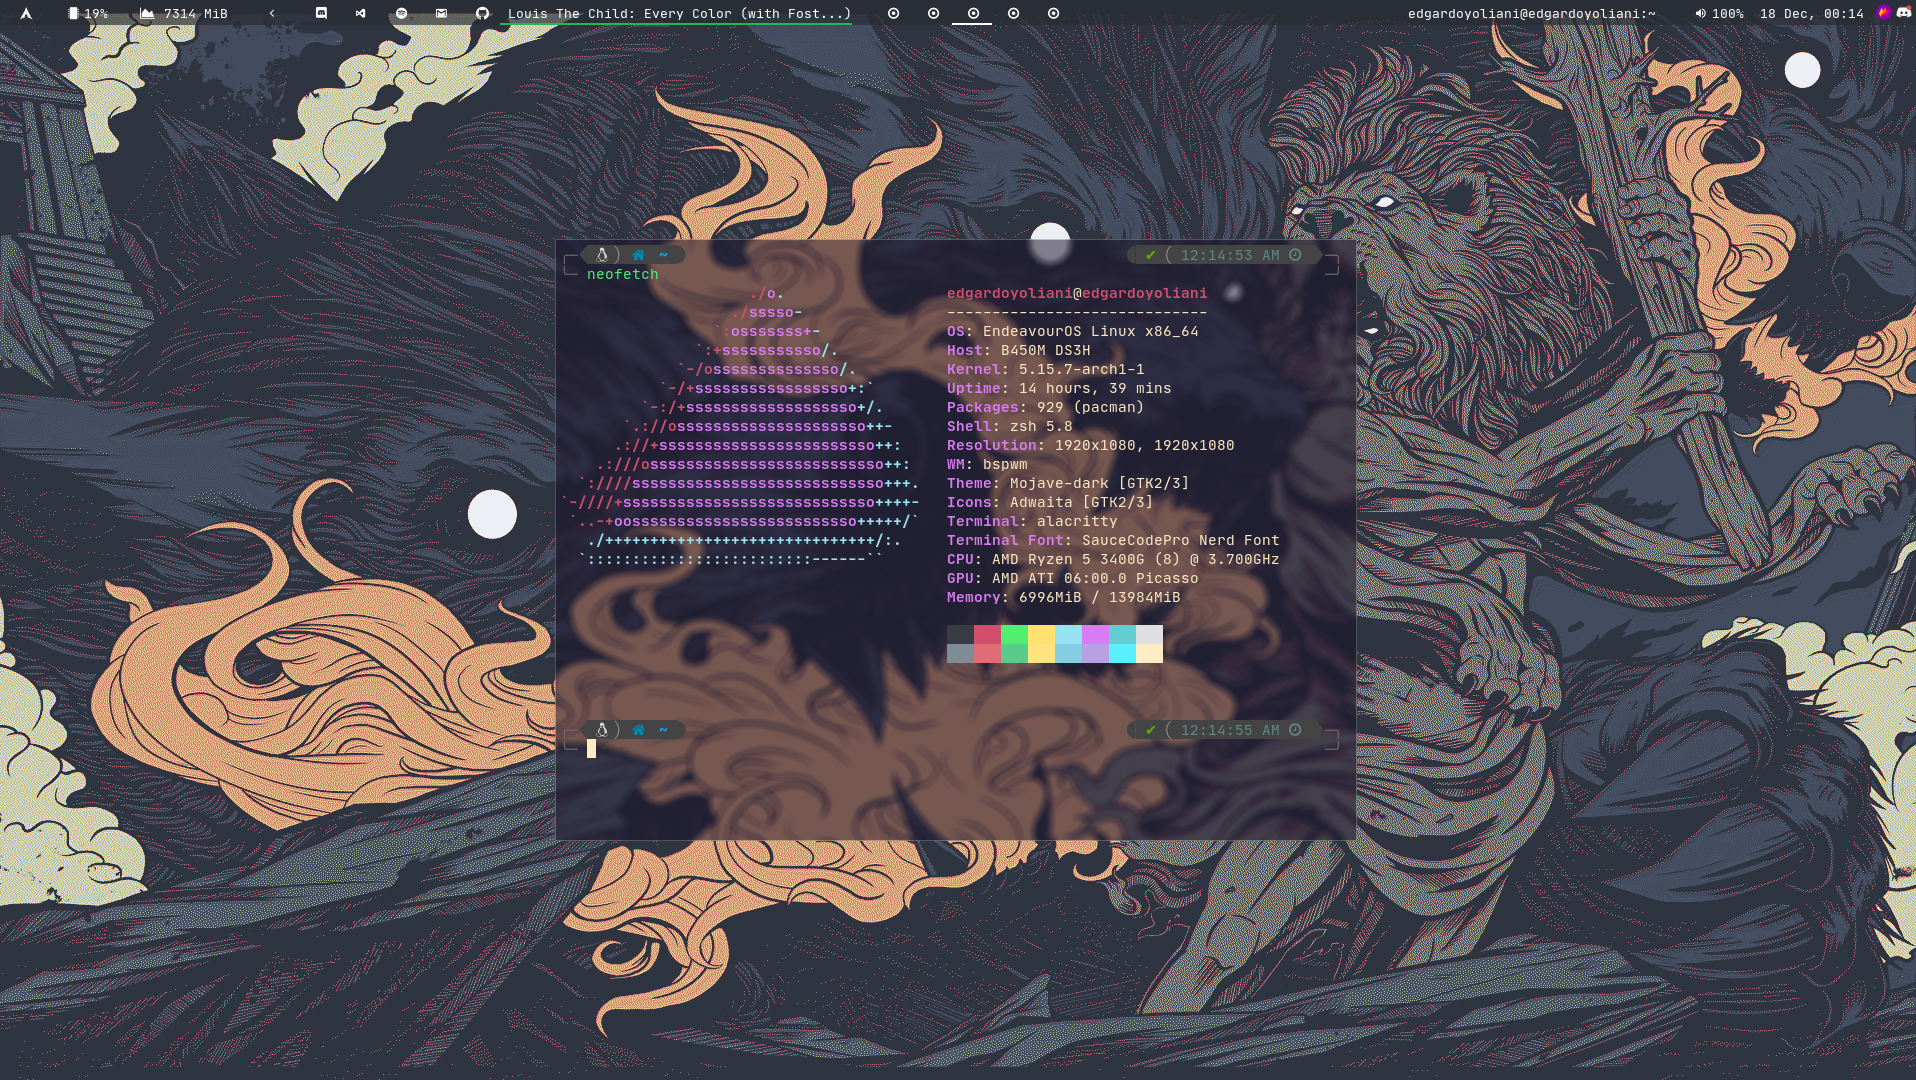 19% 7314 MiB Louis The Child: Every Color (with Fost...) edgardoyoliani@edgardoyoliani:~ 100% 18 Dec, 00:14
~ ✔ 12:14:53 AM
neofetch
./o.
./sssso-
`:osssssss+-
`:+sssssssssso/.
`-/ossssssssssssso/.
`-/+sssssssssssssssso+:`
`-:/+sssssssssssssssssso+/.
`.://osssssssssssssssssssso++-
.://+ssssssssssssssssssssssso++:
.:///ossssssssssssssssssssssssso++:
`:////ssssssssssssssssssssssssssso+++.
`-////+ssssssssssssssssssssssssssso++++-
`..-+oosssssssssssssssssssssssso+++++/`
./++++++++++++++++++++++++++++++/:.
`:::::::::::::::::::::::::------``
edgardoyoliani@edgardoyoliani
-----------------------------
OS: EndeavourOS Linux x86_64
Host: B450M DS3H
Kernel: 5.15.7-arch1-1
Uptime: 14 hours, 39 mins
Packages: 929 (pacman)
Shell: zsh 5.8
Resolution: 1920x1080, 1920x1080
WM: bspwm
Theme: Mojave-dark [GTK2/3]
Icons: Adwaita [GTK2/3]
Terminal: alacritty
Terminal Font: SauceCodePro Nerd Font
CPU: AMD Ryzen 5 3400G (8) @ 3.700GHz
GPU: AMD ATI 06:00.0 Picasso
Memory: 6996MiB / 13984MiB
~ ✔ 12:14:55 AM